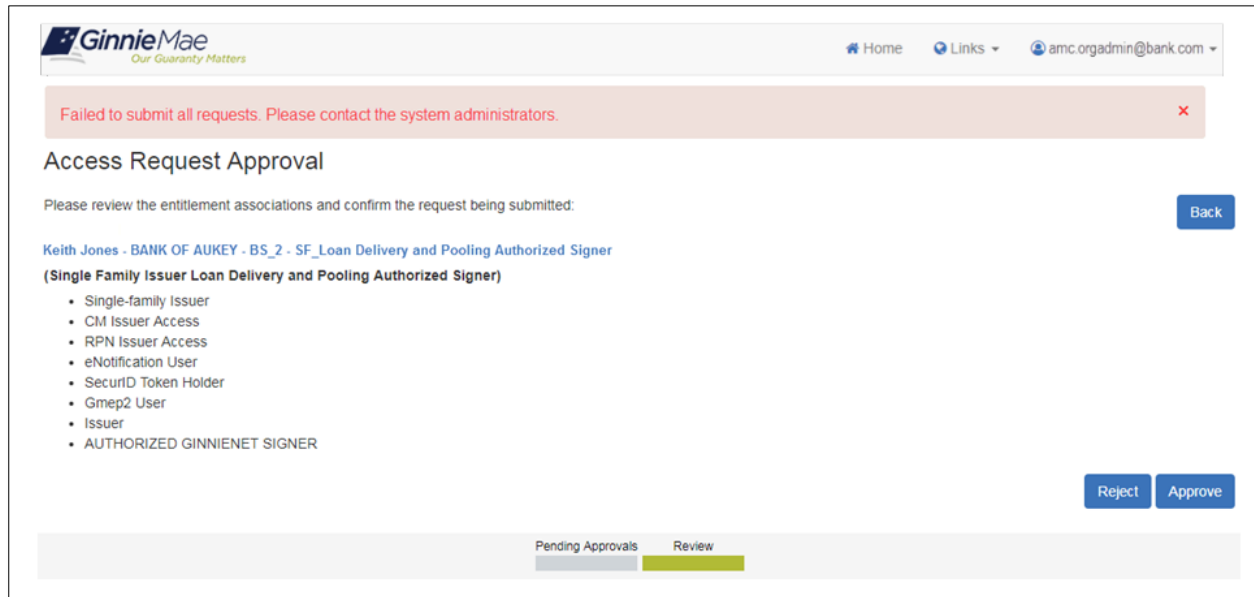 GinnieMae
Our Guaranty Matters
Home Links amc.orgadmin@bank.com
Failed to submit all requests. Please contact the system administrators. ×
Access Request Approval
Please review the entitlement associations and confirm the request being submitted:
Back
Keith Jones - BANK OF AUKEY - BS_2 - SF_Loan Delivery and Pooling Authorized Signer
(Single Family Issuer Loan Delivery and Pooling Authorized Signer)
• Single-family Issuer
• CM Issuer Access
• RPN Issuer Access
• eNotification User
• SecurID Token Holder
• Gmep2 User
• Issuer
• AUTHORIZED GINNIENET SIGNER
Reject Approve
Pending Approvals Review